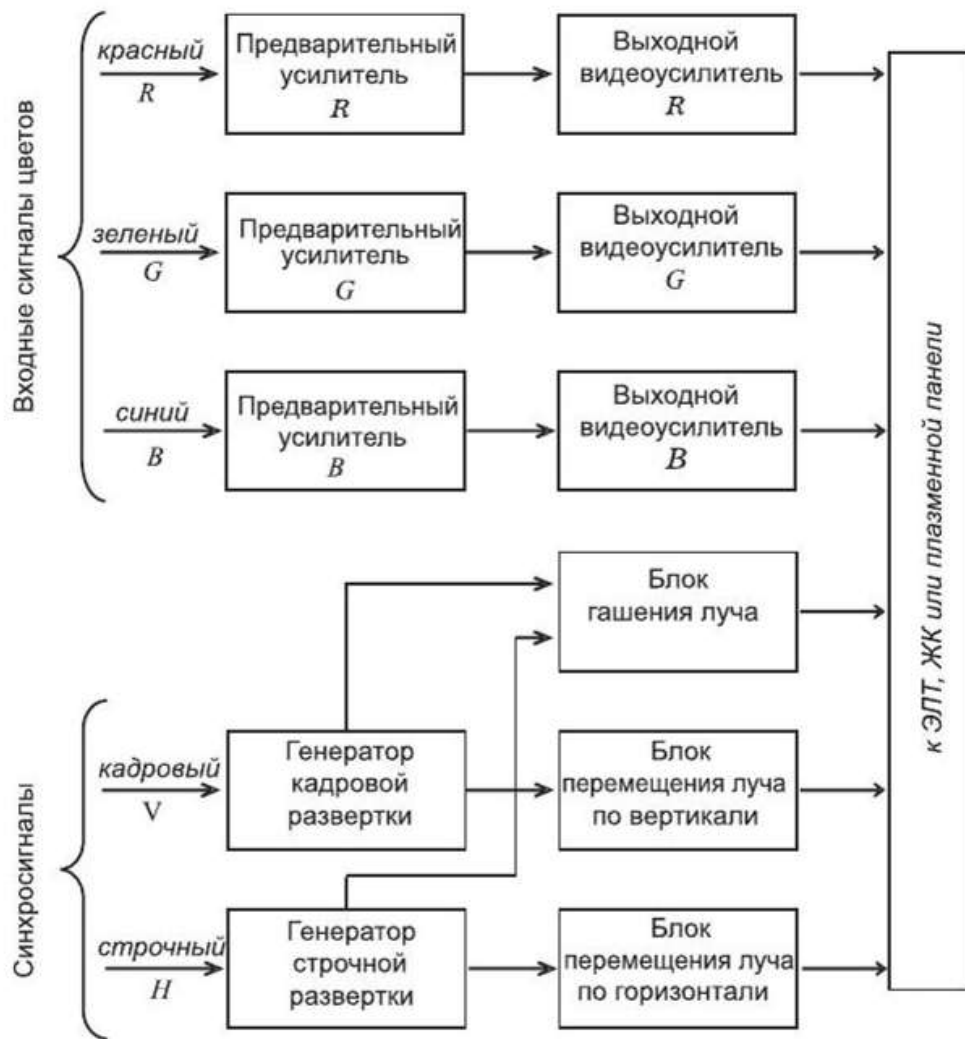 Входные сигналы цветов
красный
R
Предварительный
усилитель
R
Выходной
видеоусилитель
R
зеленый
G
Предварительный
усилитель
G
Выходной
видеоусилитель
G
синий
B
Предварительный
усилитель
B
Выходной
видеоусилитель
B
Блок
гашения луча
Синхросигналы
кадровый
V
Генератор
кадровой
развертки
Блок
перемещения луча
по вертикали
строчный
H
Генератор
строчной
развертки
Блок
перемещения луча
по горизонтали
к ЭЛТ, ЖК или плазменной панели